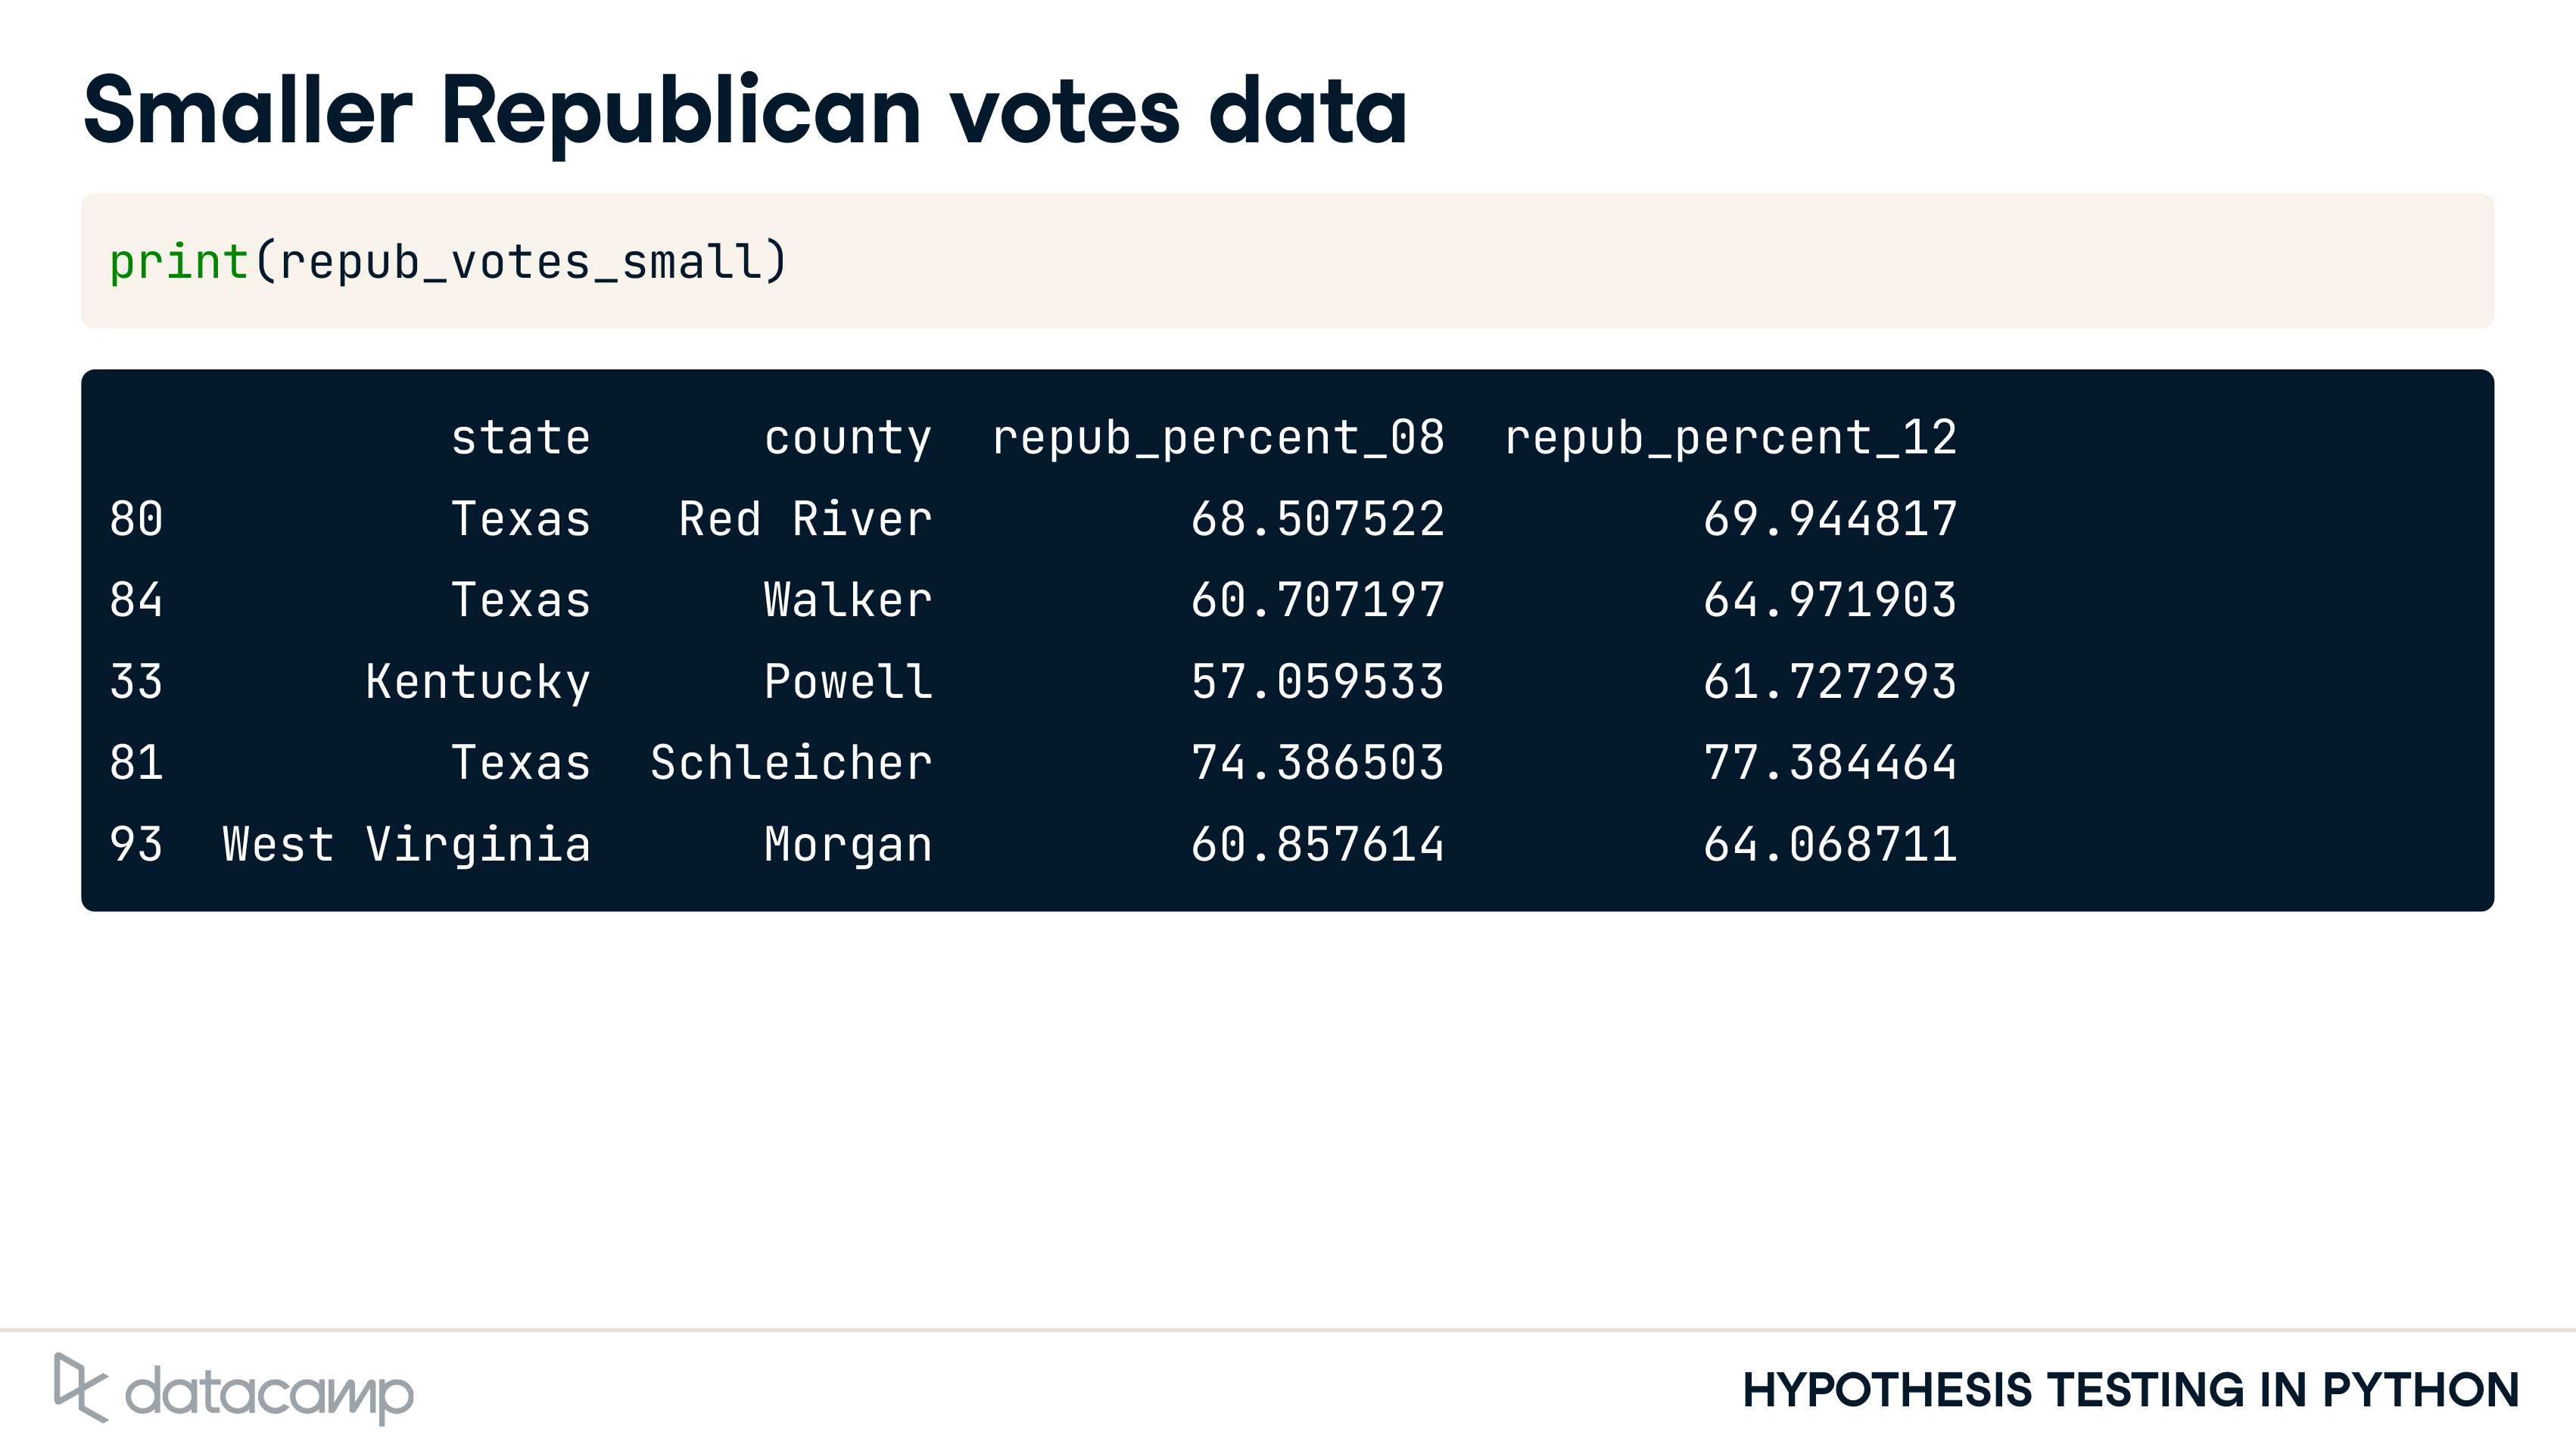 Smaller Republican votes data
print(repub_votes_small)
state county repub_percent_08 repub_percent_12
80 Texas Red River 68.507522 69.944817
84 Texas Walker 60.707197 64.971903
33 Kentucky Powell 57.059533 61.727293
81 Texas Schleicher 74.386503 77.384464
93 West Virginia Morgan 60.857614 64.068711
datacamp
HYPOTHESIS TESTING IN PYTHON